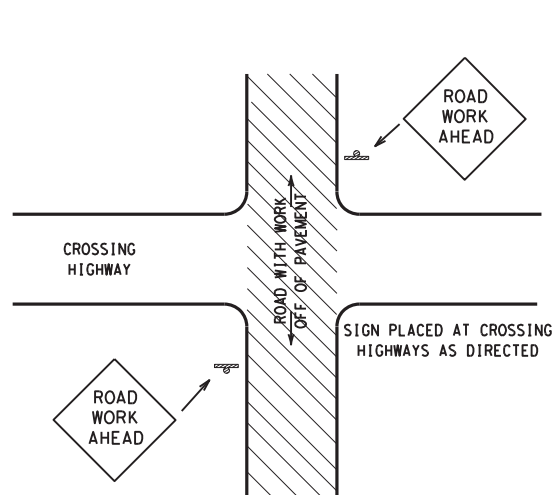 ROAD
WORK
AHEAD
CROSSING
HIGHWAY
ROAD WITH WORK
OFF OF PAVEMENT
SIGN PLACED AT CROSSING
HIGHWAYS AS DIRECTED
ROAD
WORK
AHEAD